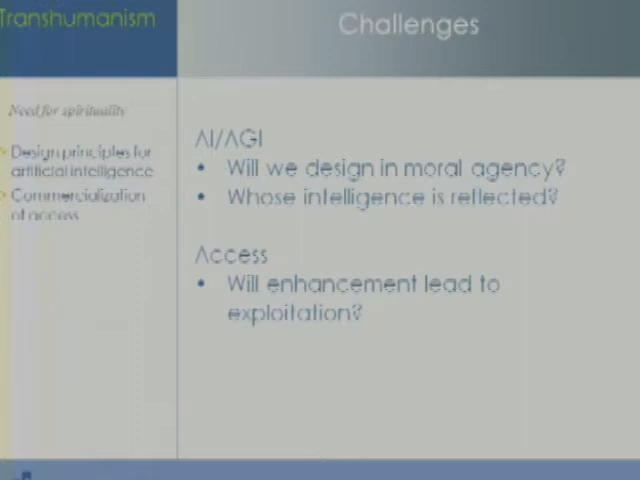 Transhumanism
Challenges
Need for spirituality
Design principles for
artificial intelligence
Commercialization
of access
AI/AGI
• Will we design in moral agency?
• Whose intelligence is reflected?
Access
• Will enhancement lead to
exploitation?